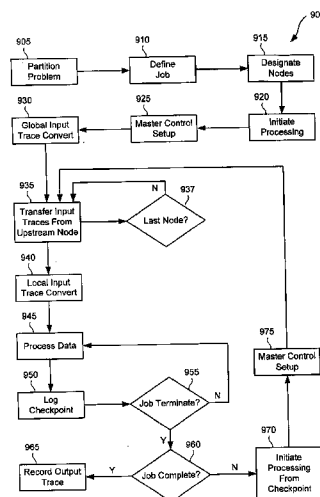 90
905
Partition
Problem
910
Define
Job
915
Designate
Nodes
930
Global Input
Trace Convert
925
Master Control
Setup
920
Initiate
Processing
935
Transfer Input
Traces From
Upstream Node
N
937
Last Node?
940
Local Input
Trace Convert
945
Process Data
950
Log
Checkpoint
955
Job Terminate?
N
Y
975
Master Control
Setup
965
Record Output
Trace
Y
960
Job Complete?
N
970
Initiate
Processing
From
Checkpoint